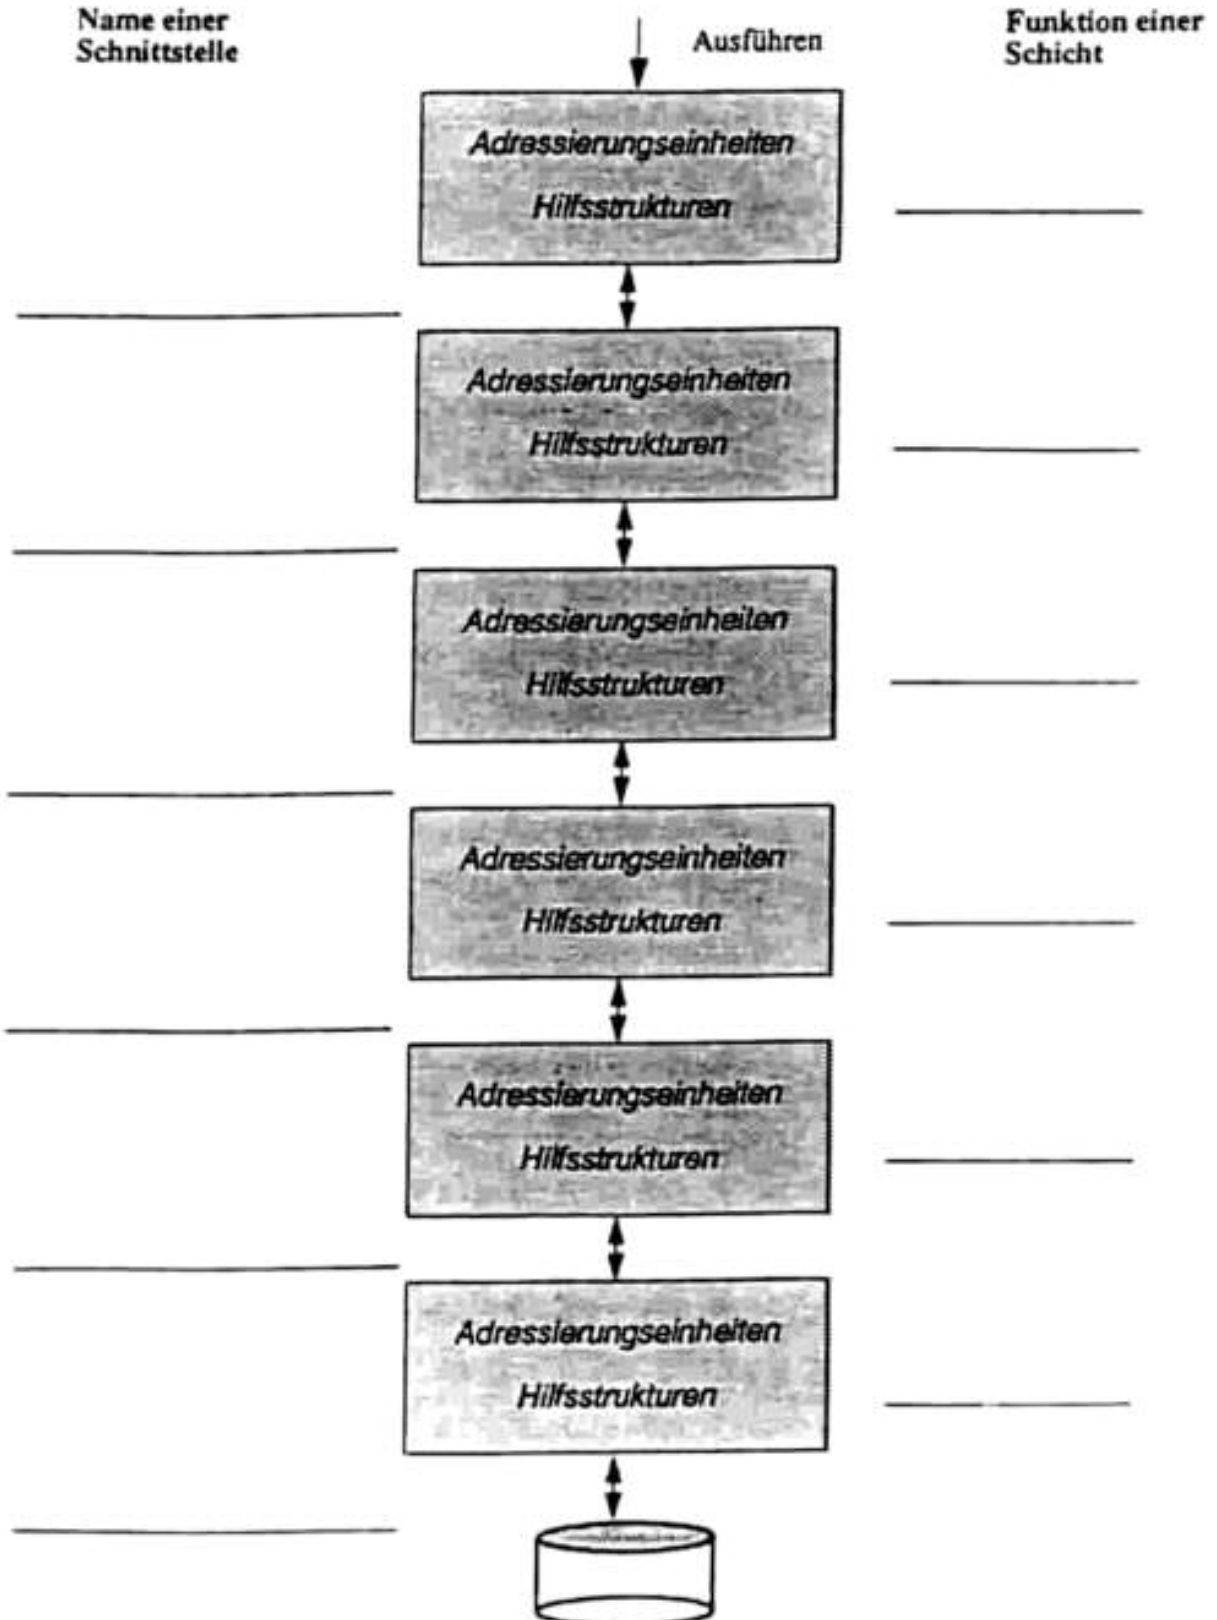 Name einer
Schnittstelle
Ausführen
Funktion einer
Schicht
Adressierungseinheiten
Hilfsstrukturen
Adressierungseinheiten
Hilfsstrukturen
Adressierungseinheiten
Hilfsstrukturen
Adressierungseinheiten
Hilfsstrukturen
Adressierungseinheiten
Hilfsstrukturen
Adressierungseinheiten
Hilfsstrukturen